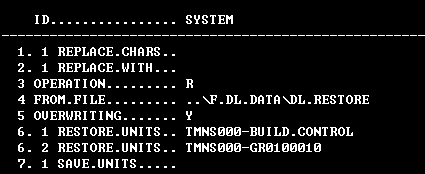 ID................ SYSTEM
1. 1 REPLACE.CHARS..
2. 1 REPLACE.WITH...
3 OPERATION......... R
4 FROM.FILE......... ..\F.DL.DATA\DL.RESTORE
5 OVERWRITING....... Y
6. 1 RESTORE.UNITS.. TMNS000-BUILD.CONTROL
6. 2 RESTORE.UNITS.. TMNS000-GR0100010
7. 1 SAVE.UNITS.....